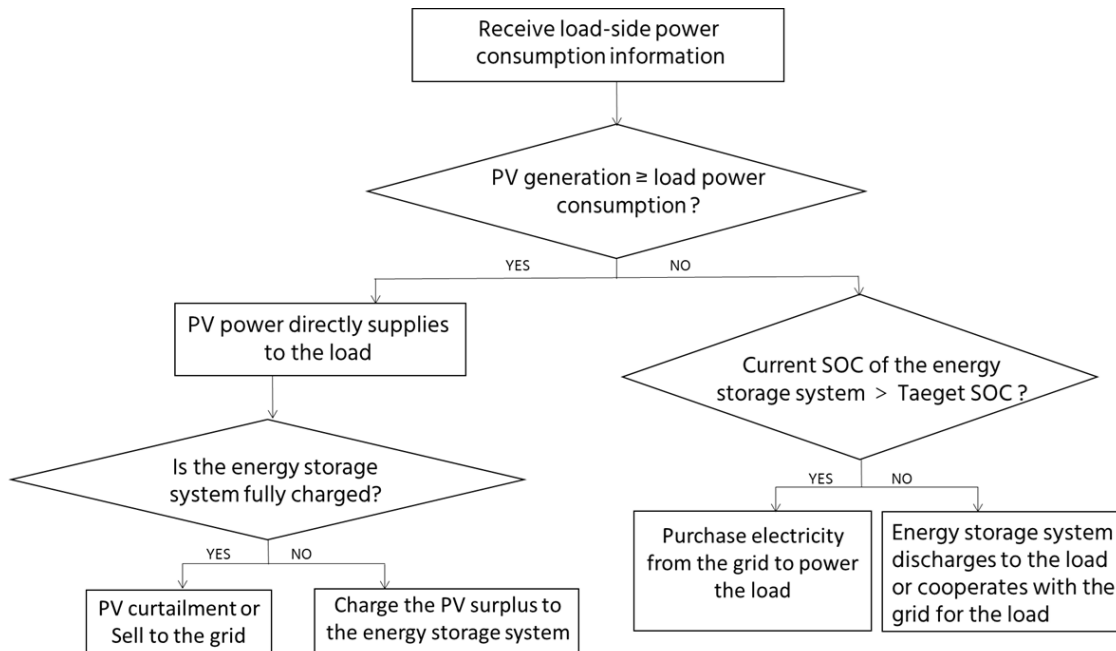 Receive load-side power
consumption information
PV generation ≥ load power
consumption ?
YES
NO
PV power directly supplies
to the load
Current SOC of the energy
storage system > Taeget SOC ?
Is the energy storage
system fully charged?
YES
NO
YES
NO
PV curtailment or
Sell to the grid
Charge the PV surplus to
the energy storage system
Purchase electricity
from the grid to power
the load
Energy storage system
discharges to the load
or cooperates with the
grid for the load